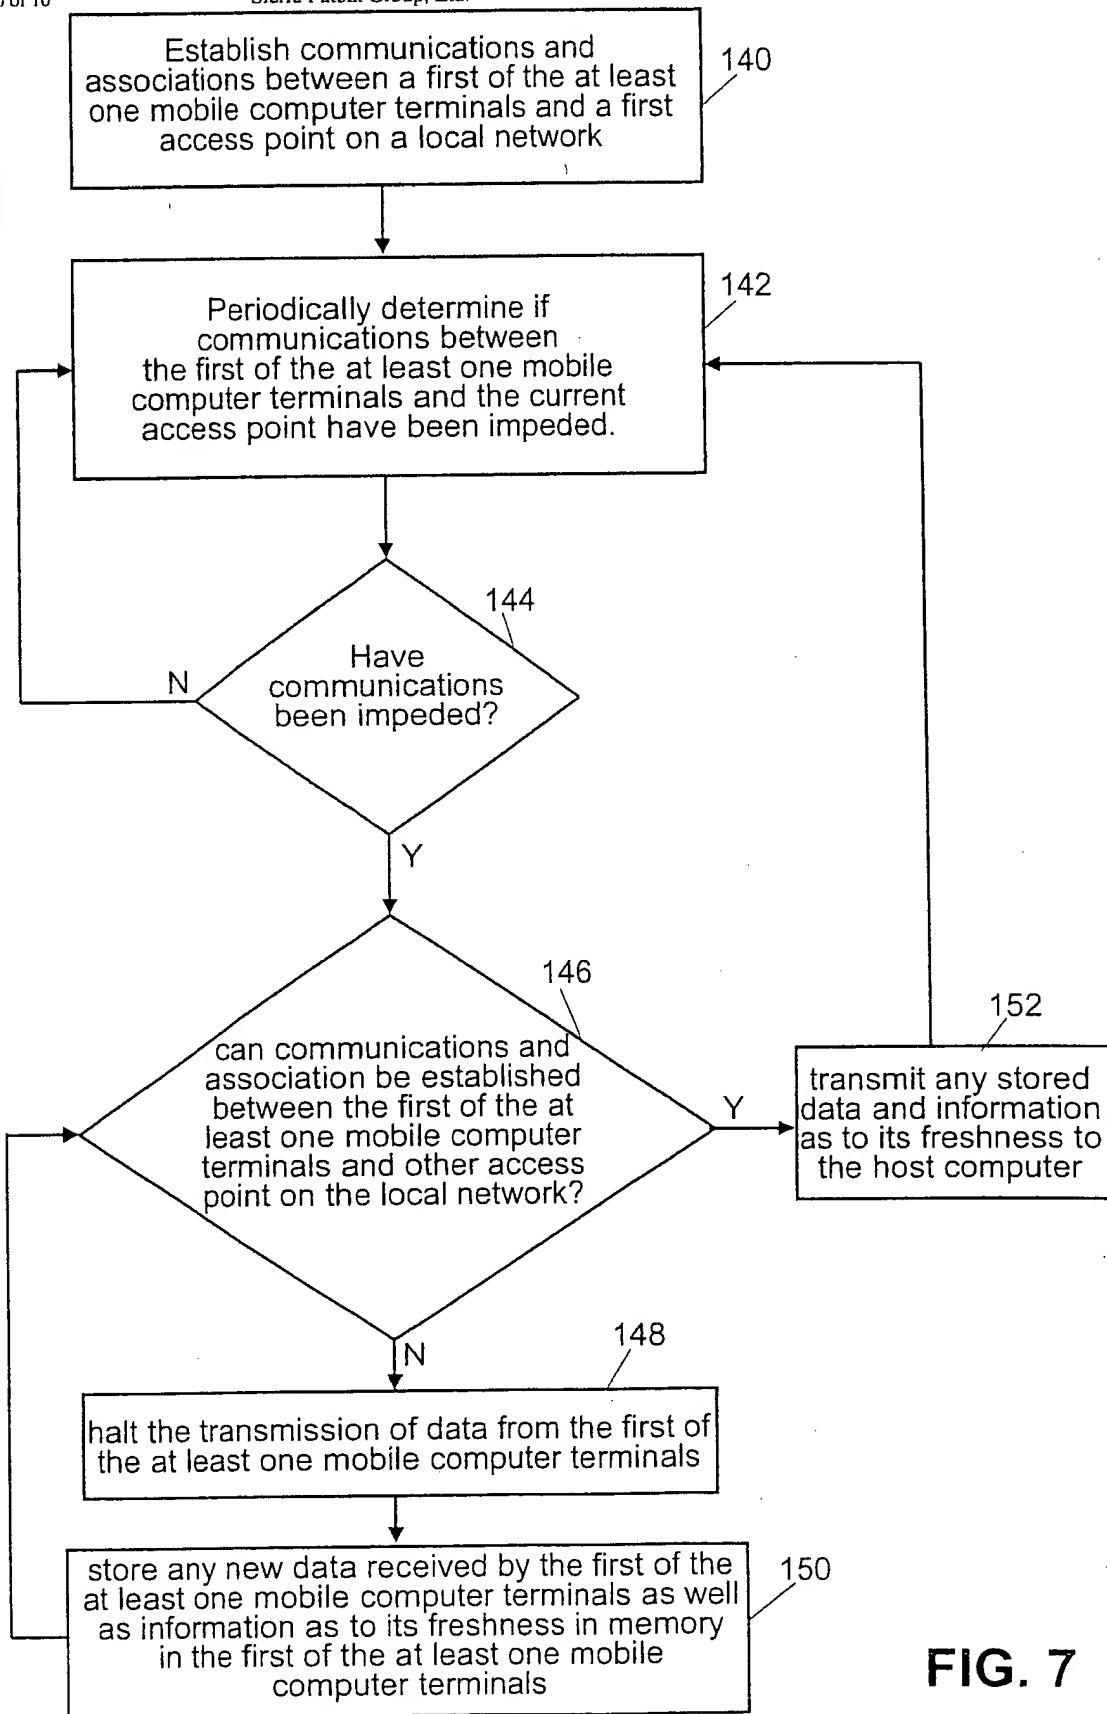 Sierra Patent Group, Ltd.
Establish communications and
associations between a first of the at least
one mobile computer terminals and a first
access point on a local network
140
Periodically determine if
communications between
the first of the at least one mobile
computer terminals and the current
access point have been impeded.
142
144
Have
communications
been impeded?
N
Y
146
can communications and
association be established
between the first of the at
least one mobile computer
terminals and other access
point on the local network?
Y
152
transmit any stored
data and information
as to its freshness to
the host computer
N
148
halt the transmission of data from the first of
the at least one mobile computer terminals
store any new data received by the first of the
at least one mobile computer terminals as well
as information as to its freshness in memory
in the first of the at least one mobile
computer terminals
150
FIG. 7